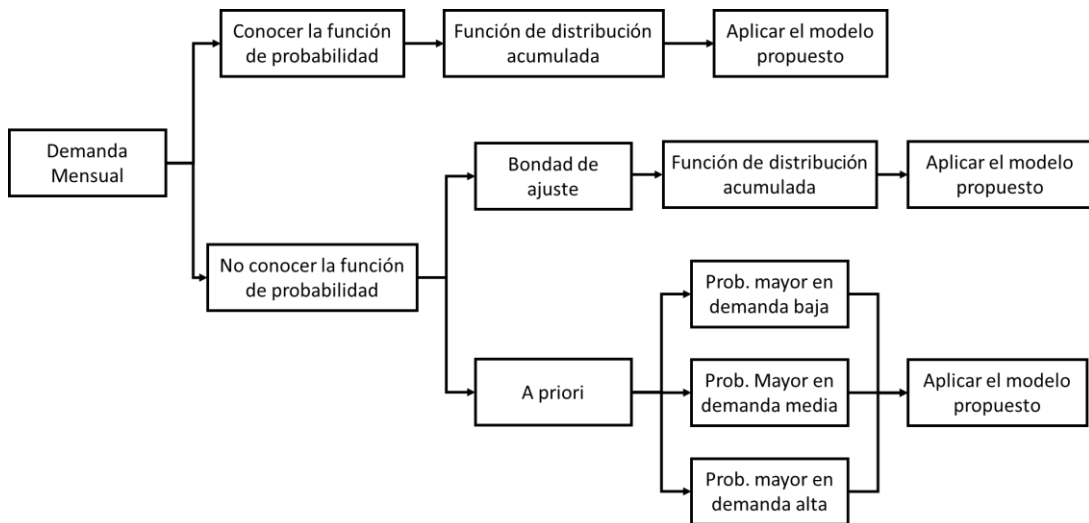 Conocer la función
de probabilidad
Función de distribución
acumulada
Aplicar el modelo
propuesto
Demanda
Mensual
Bondad de
ajuste
Función de distribución
acumulada
Aplicar el modelo
propuesto
No conocer la función
de probabilidad
Prob. mayor en
demanda baja
A priori
Prob. Mayor en
demanda media
Aplicar el modelo
propuesto
Prob. mayor en
demanda alta